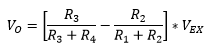 V_O = [ R_3 / (R_3 + R_4) − R_2 / (R_1 + R_2) ] * V_EX